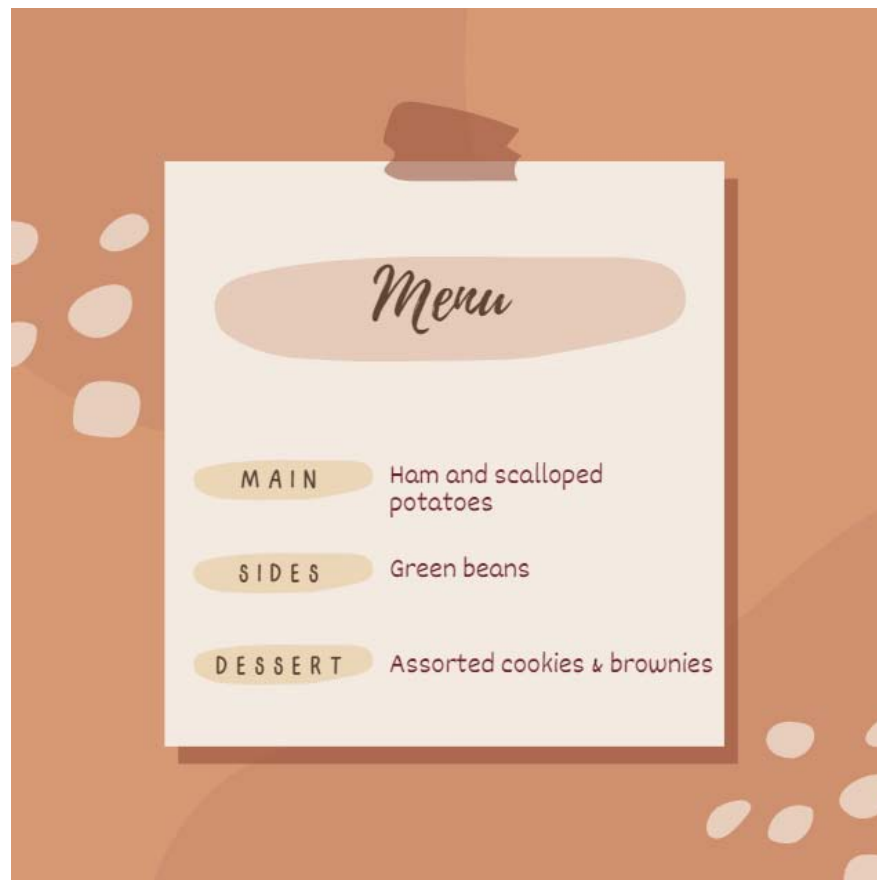 Menu
MAIN Ham and scalloped
potatoes
SIDES Green beans
DESSERT Assorted cookies & brownies